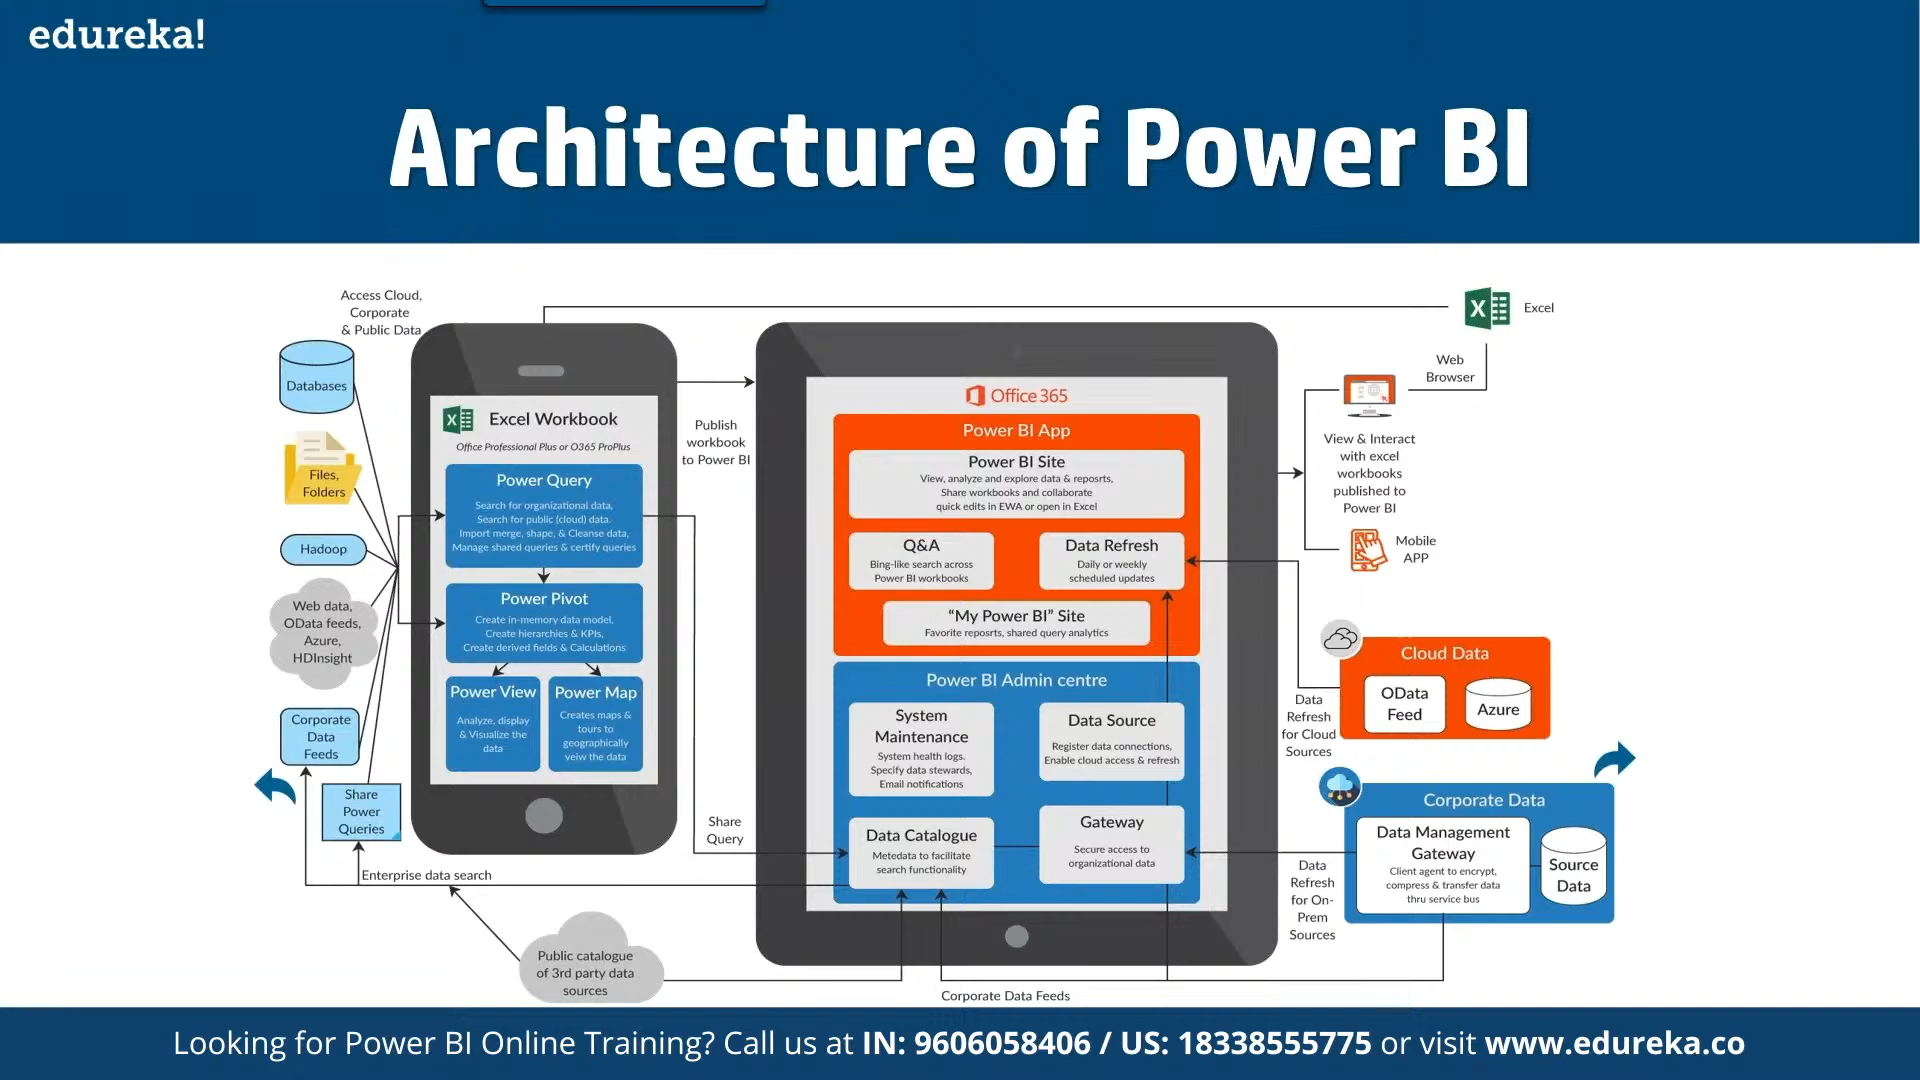 edureka!
Architecture of Power BI
Access Cloud,
Corporate
& Public Data
Databases
Files,
Folders
Hadoop
Web data,
OData feeds,
Azure,
HDInsight
Corporate
Data
Feeds
Share
Power
Queries
Enterprise data search
Excel Workbook
Office Professional Plus or O365 ProPlus
Power Query
Search for organizational data,
Search for public (cloud) data.
Import merge, shape, & Cleanse data,
Manage shared queries & certify queries
Power Pivot
Create in-memory data model,
Create hierarchies & KPIs,
Create derived fields & Calculations
Power View
Analyze, display
& Visualize the
data
Power Map
Creates maps &
tours to
geographically
veiw the data
Publish
workbook
to Power BI
Share
Query
Public catalogue
of 3rd party data
sources
Office 365
Power BI App
Power BI Site
View, analyze and explore data & reposrts,
Share workbooks and collaborate
quick edits in EWA or open in Excel
Q&A
Bing-like search across
Power BI workbooks
Data Refresh
Daily or weekly
scheduled updates
“My Power BI” Site
Favorite reposrts, shared query analytics
Power BI Admin centre
System
Maintenance
System health logs.
Specify data stewards,
Email notifications
Data Source
Register data connections,
Enable cloud access & refresh
Data Catalogue
Metedata to facilitate
search functionality
Gateway
Secure access to
organizational data
Corporate Data Feeds
Excel
Web
Browser
View & Interact
with excel
workbooks
published to
Power BI
Mobile
APP
Data
Refresh
for Cloud
Sources
Cloud Data
OData
Feed
Azure
Data
Refresh
for On-
Prem
Sources
Corporate Data
Data Management
Gateway
Client agent to encrypt,
compress & transfer data
thru service bus
Source
Data
Looking for Power BI Online Training? Call us at IN: 9606058406 / US: 18338555775 or visit www.edureka.co